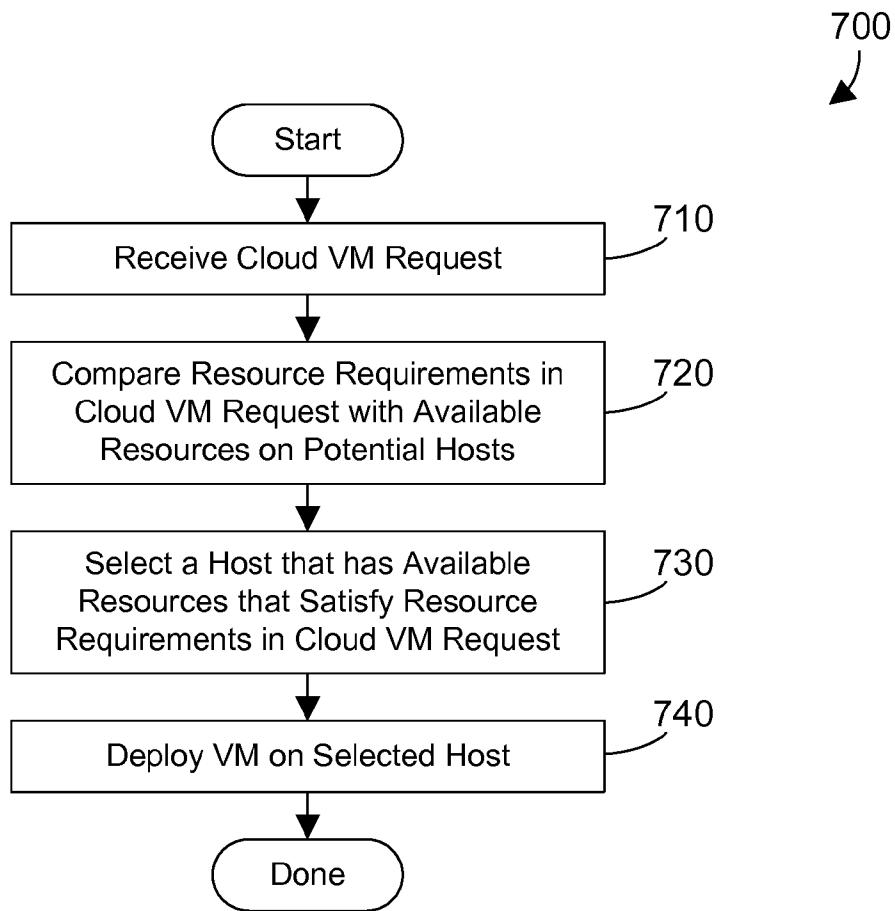 700
Start
710
Receive Cloud VM Request
720
Compare Resource Requirements in
Cloud VM Request with Available
Resources on Potential Hosts
730
Select a Host that has Available
Resources that Satisfy Resource
Requirements in Cloud VM Request
740
Deploy VM on Selected Host
Done